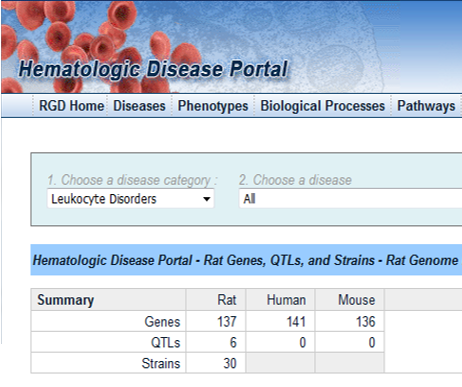 Hematologic Disease Portal
RGD Home Diseases Phenotypes Biological Processes Pathways
1. Choose a disease category : 2. Choose a disease
Leukocyte Disorders All
Hematologic Disease Portal - Rat Genes, QTLs, and Strains - Rat Genome
Summary Rat Human Mouse
Genes 137 141 136
QTLs 6 0 0
Strains 30